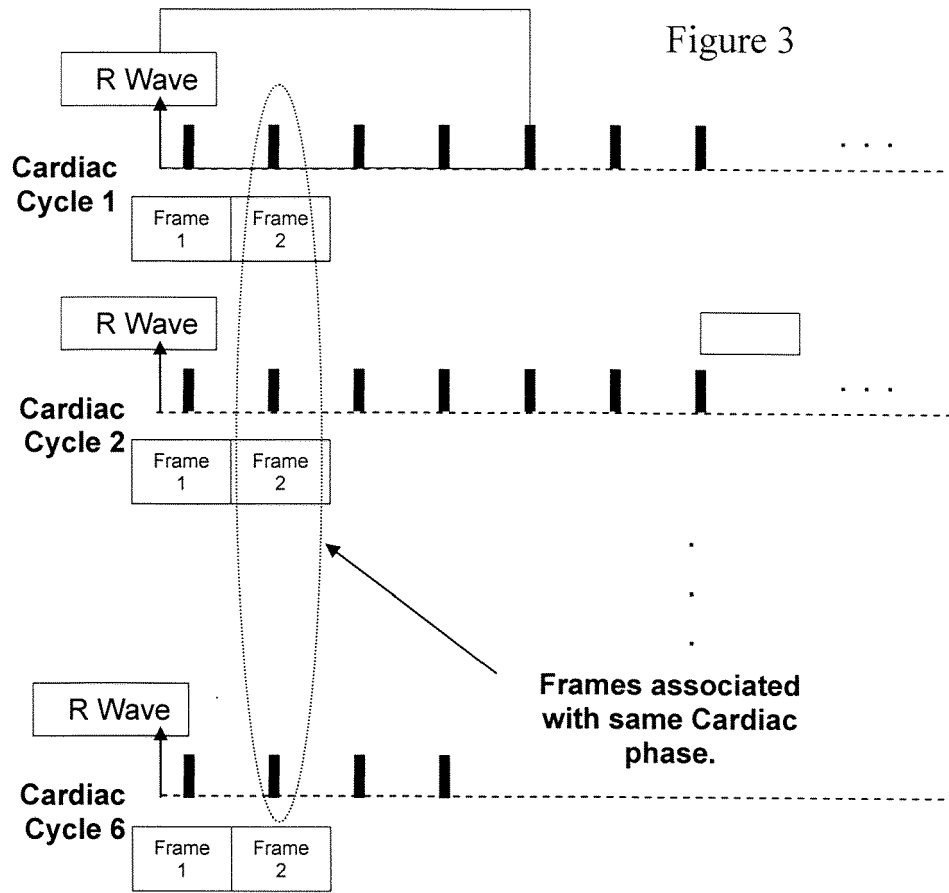 Figure 3
R Wave
Cardiac
Cycle 1
Frame
1
Frame
2
. . .
R Wave
Cardiac
Cycle 2
Frame
1
Frame
2
. . .
.
.
.
Frames associated
with same Cardiac
phase.
R Wave
Cardiac
Cycle 6
Frame
1
Frame
2